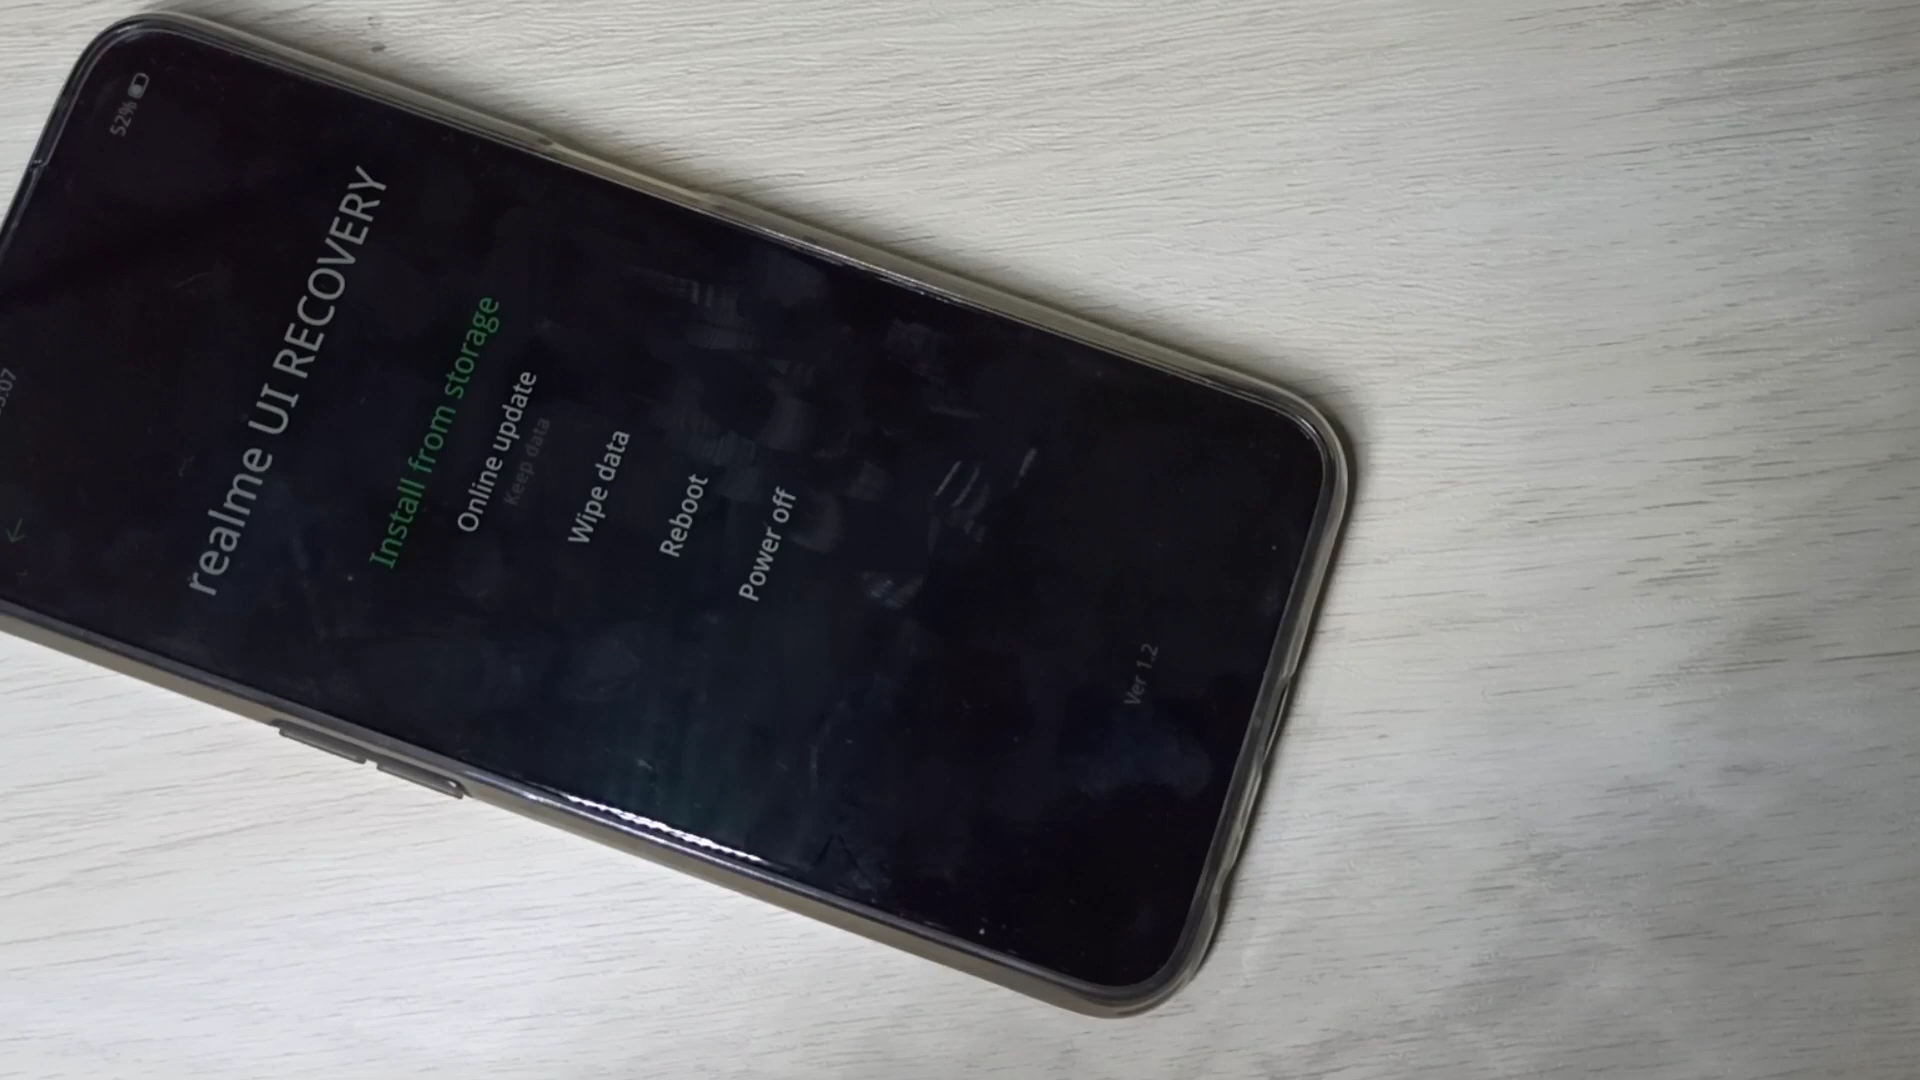 52%
realme UI RECOVERY
Install from storage
Online update
Keep data
Wipe data
Reboot
Power off
Ver 1.2